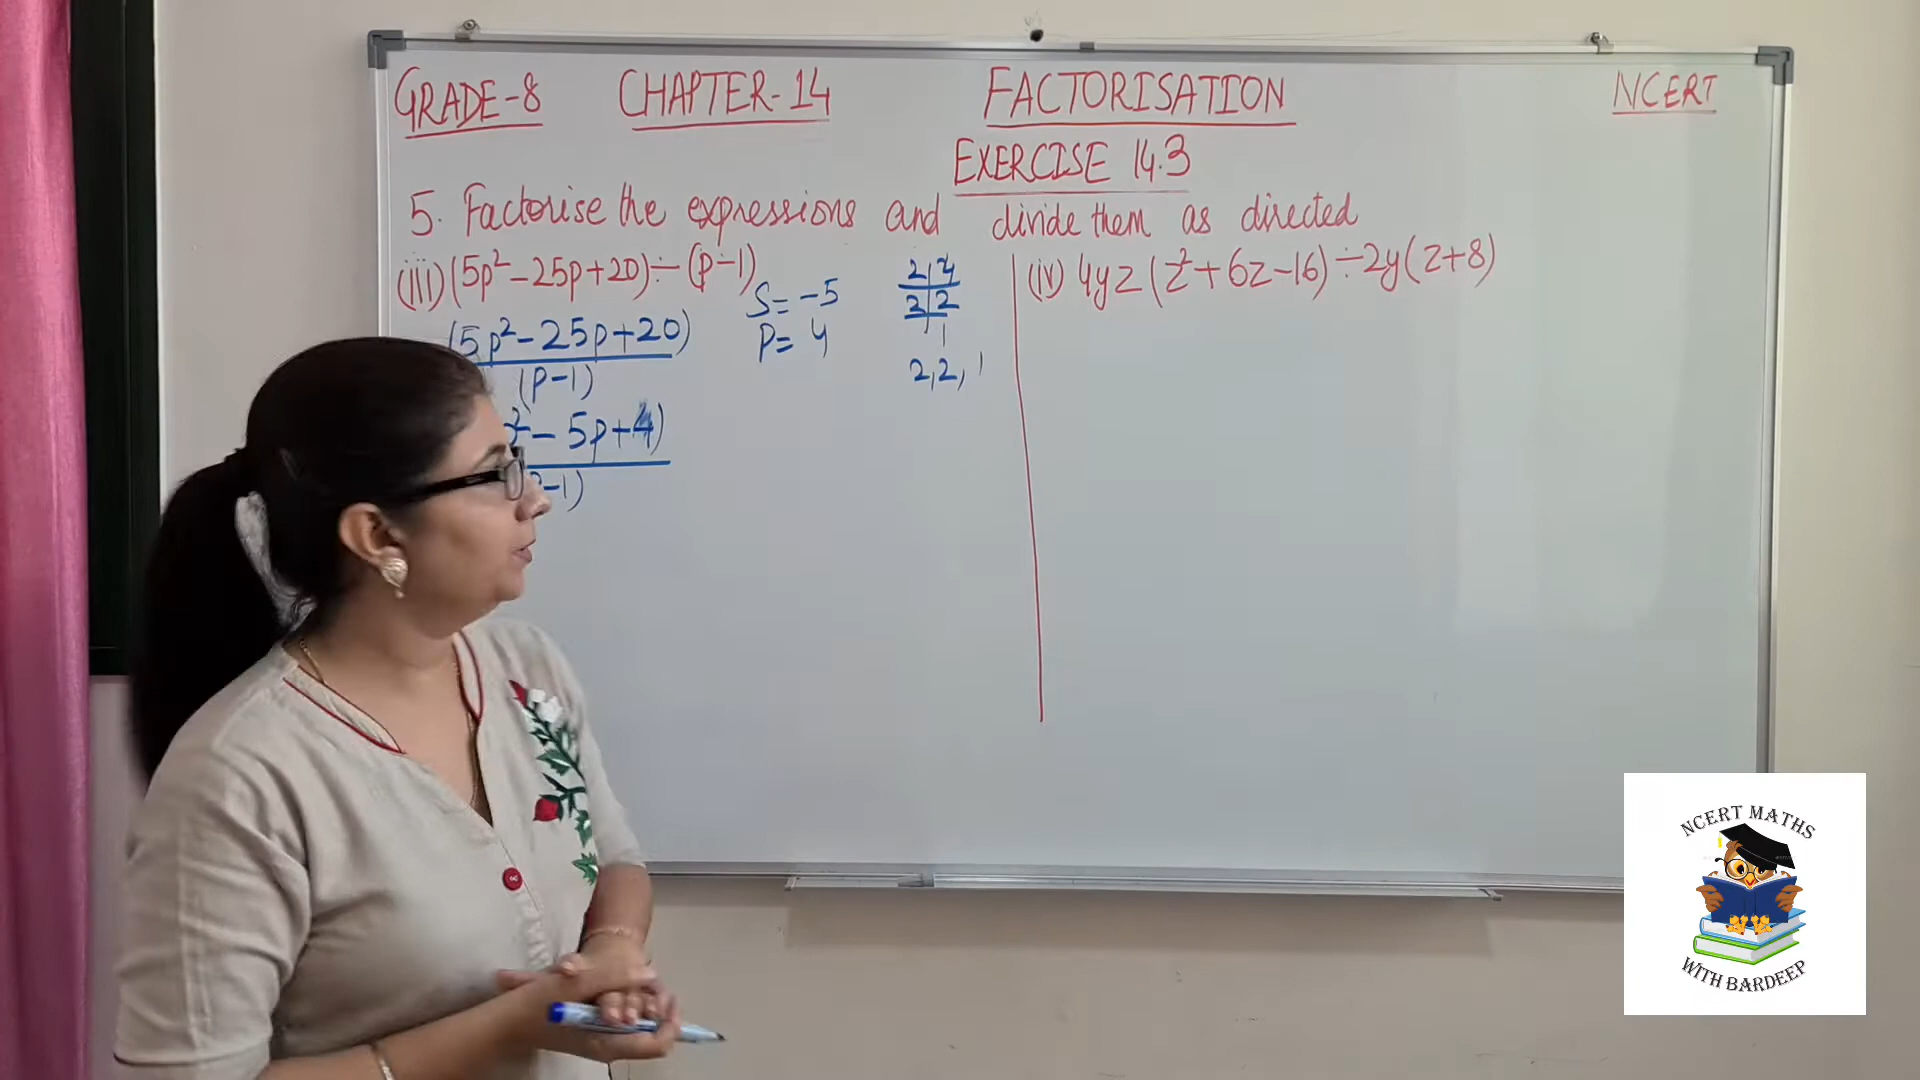 GRADE-8 CHAPTER-14 FACTORISATION NCERT
EXERCISE 14.3
5. Factorise the expressions and divide them as directed
(iii) (5p² - 25p + 20) ÷ (p - 1)
(5p² - 25p + 20)
(p - 1)
² - 5p + 4)
- 1)
S = -5
P = 4
2 | 4
2 | 2
1
2, 2, 1
(iv) 4yz (z² + 6z - 16) ÷ 2y (z + 8)
NCERT MATHS
WITH BARDEEP